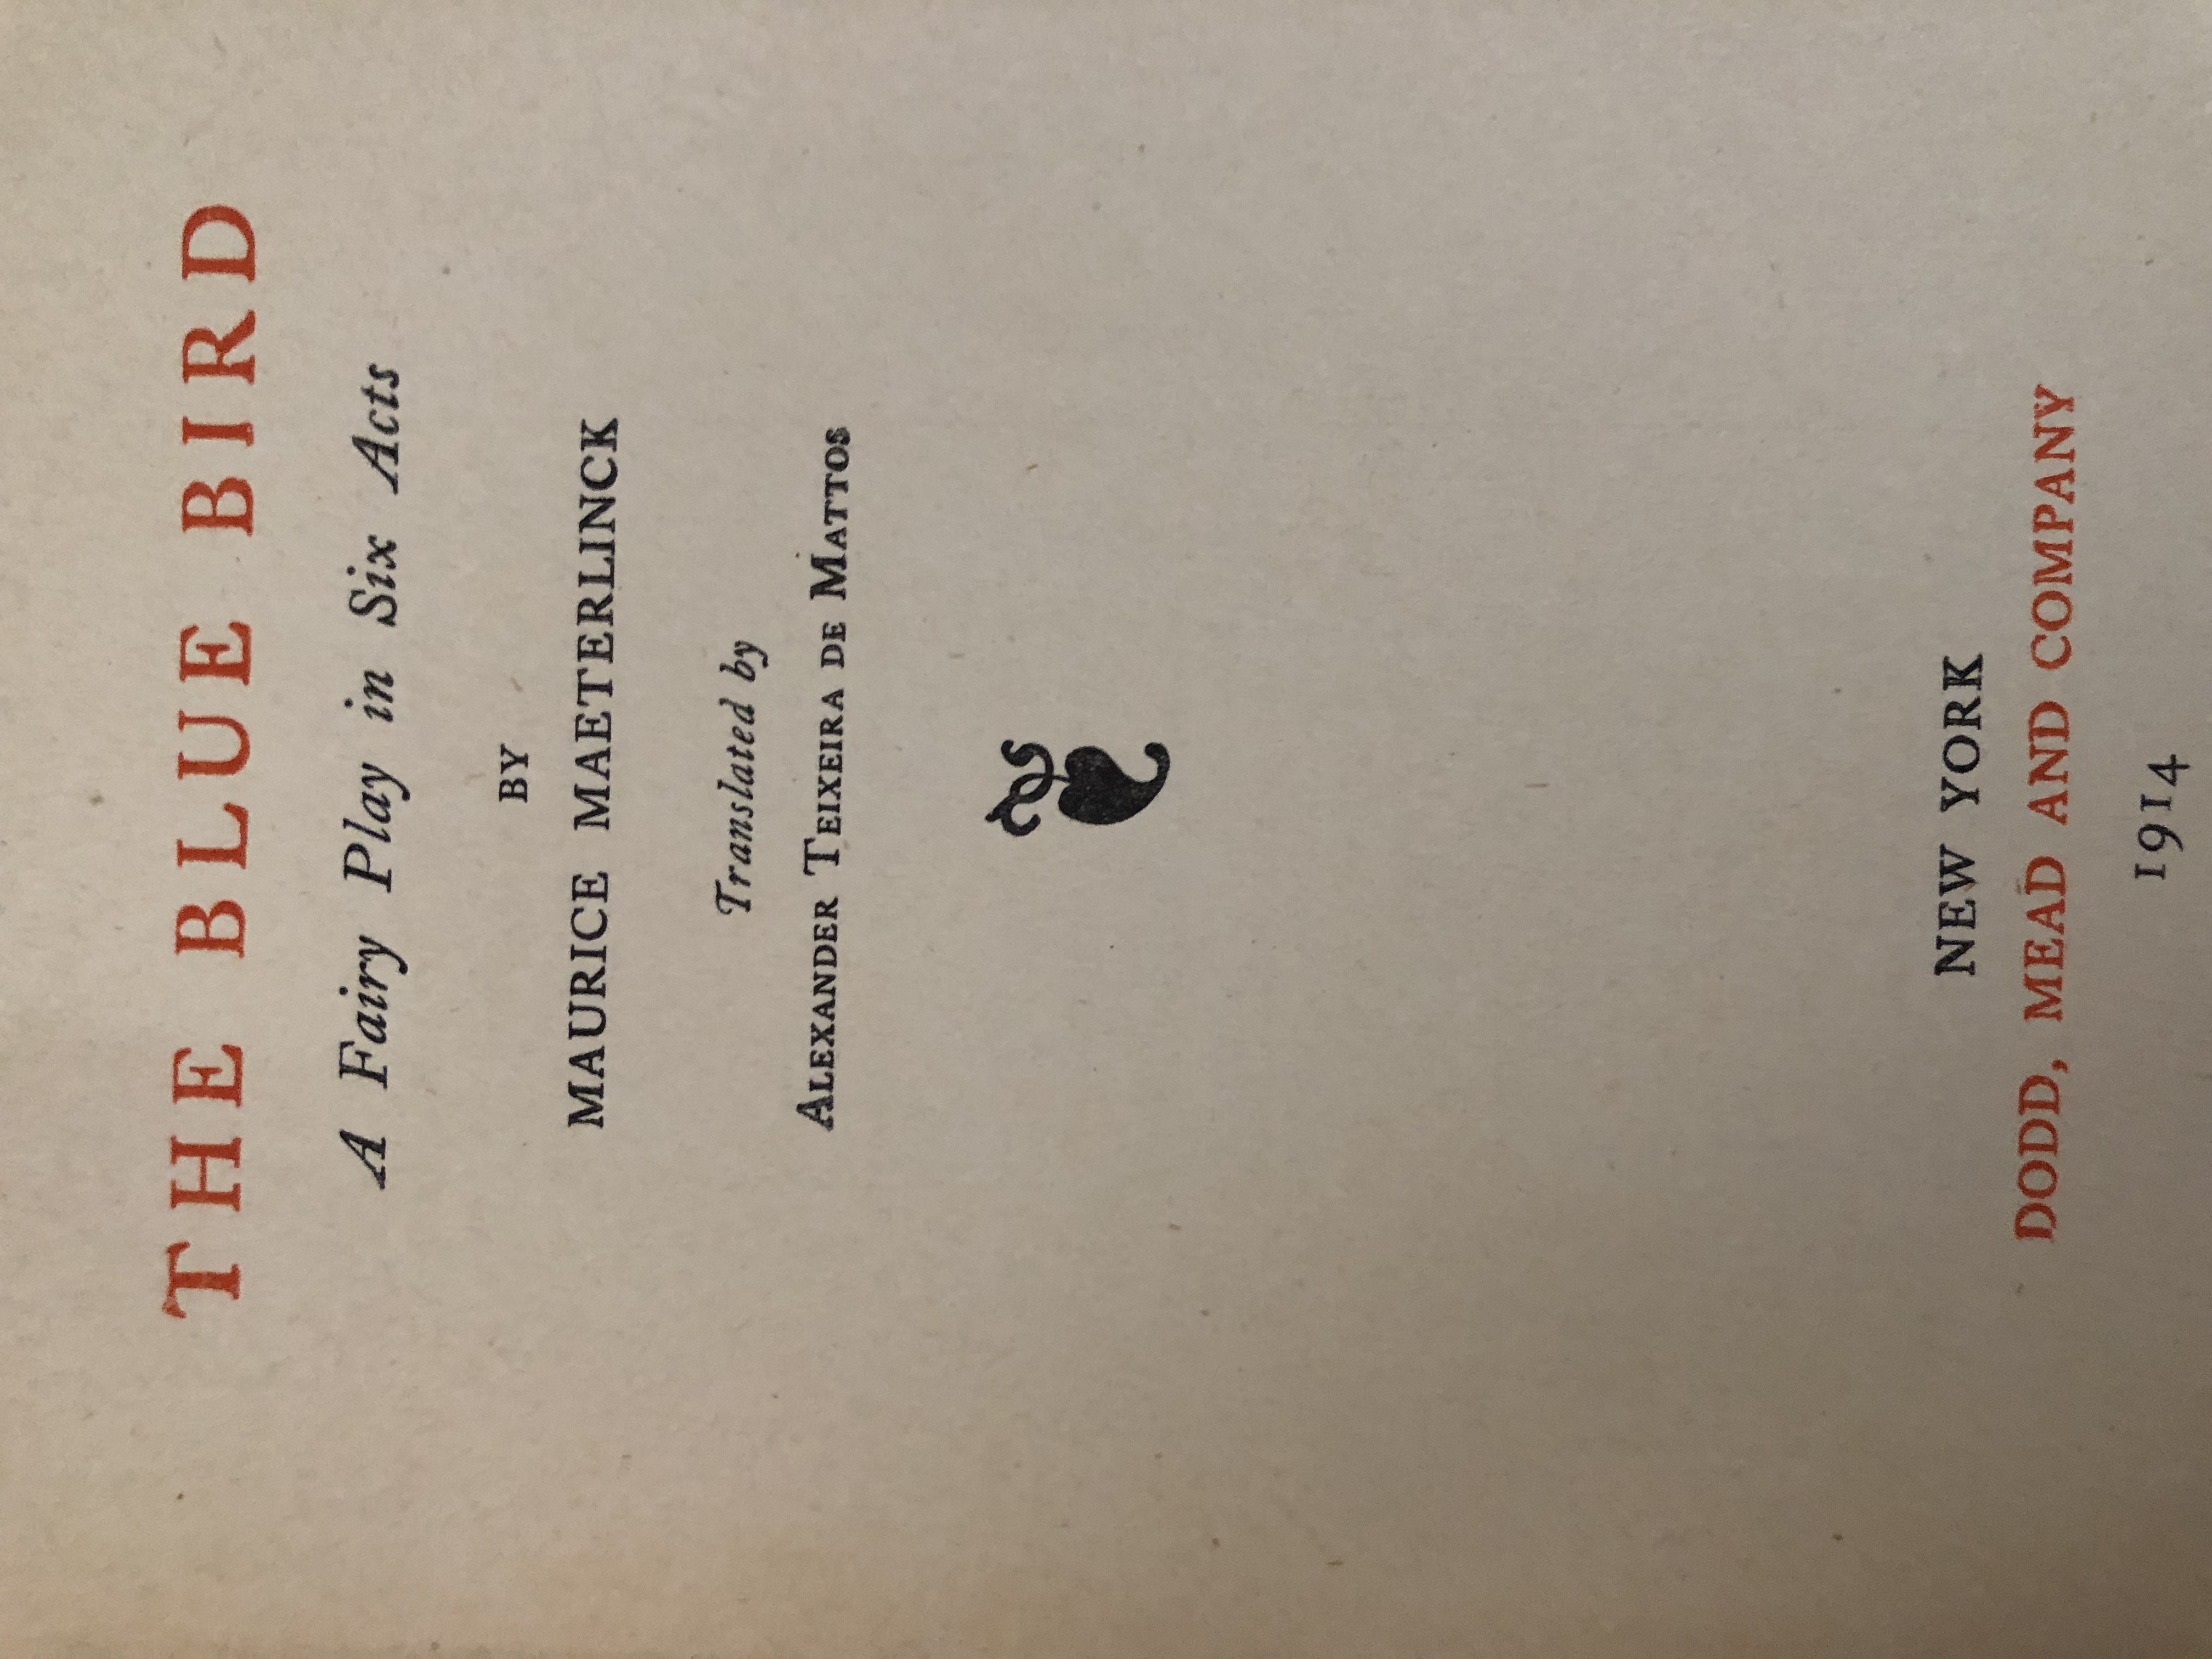 THE BLUE BIRD
A Fairy Play in Six Acts
BY
MAURICE MAETERLINCK
Translated by
ALEXANDER TEIXEIRA DE MATTOS
NEW YORK
DODD, MEAD AND COMPANY
1914